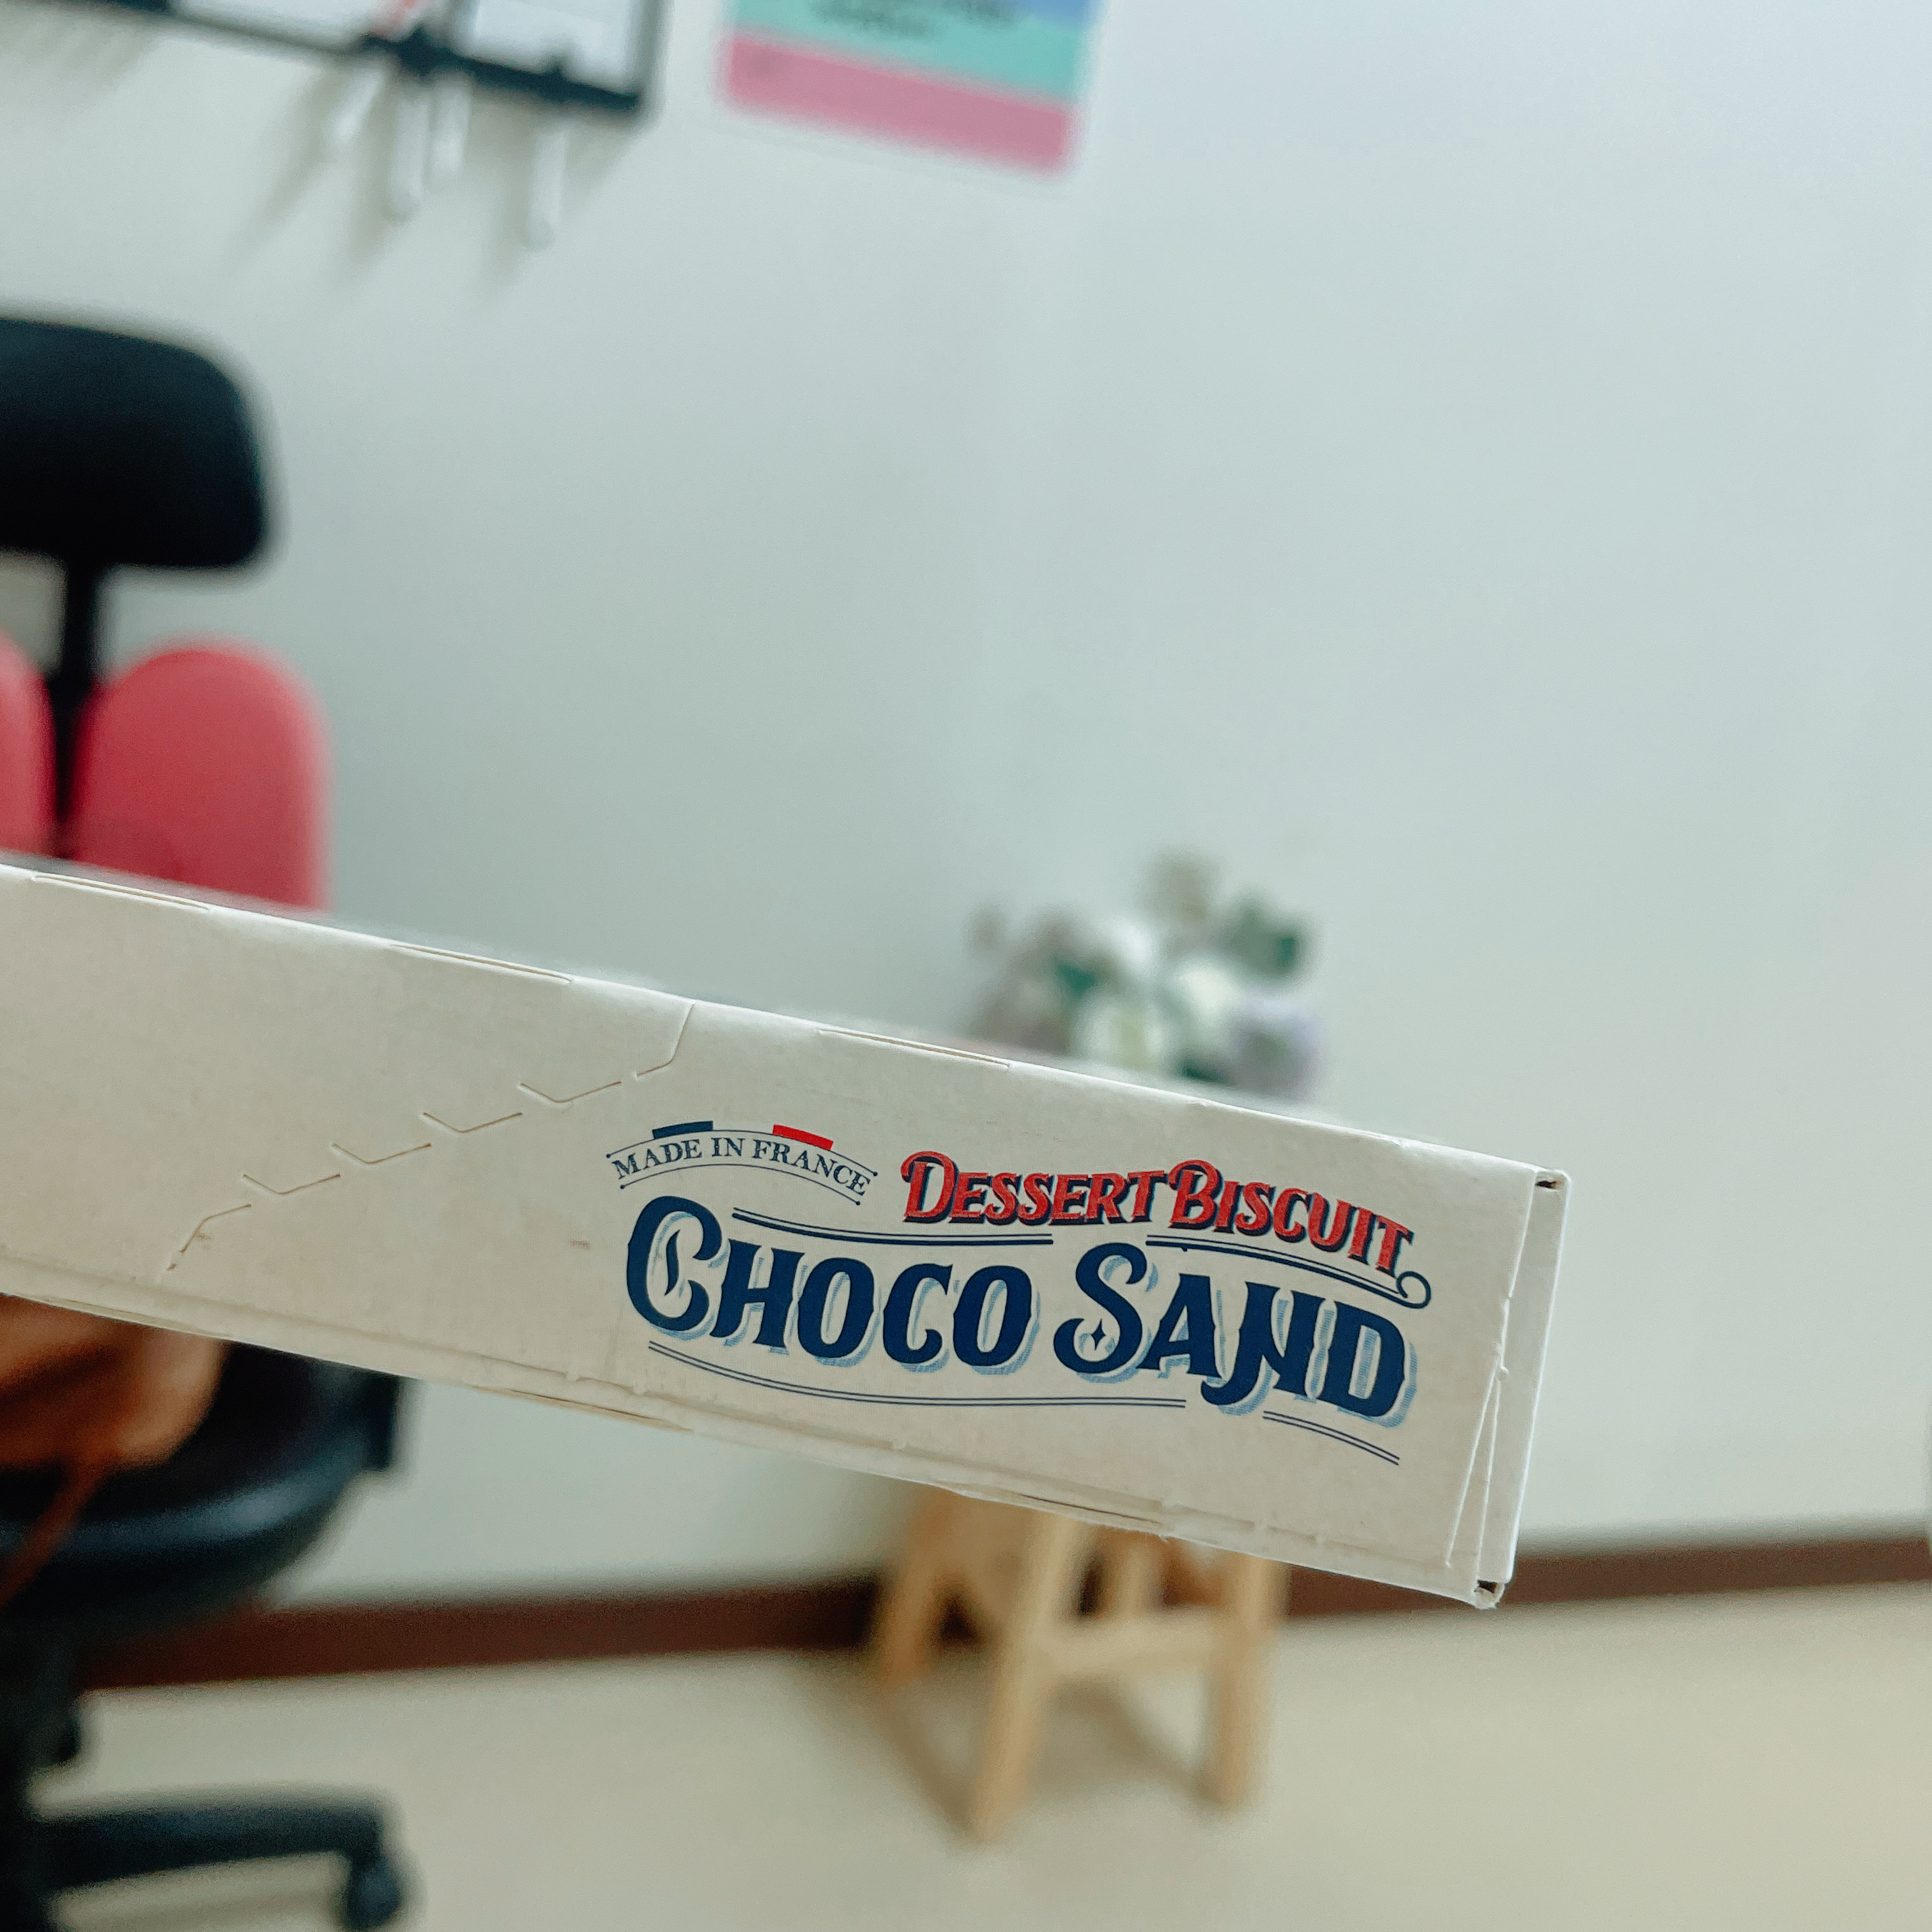 MADE IN FRANCE
DESSERT BISCUIT
CHOCO SAND